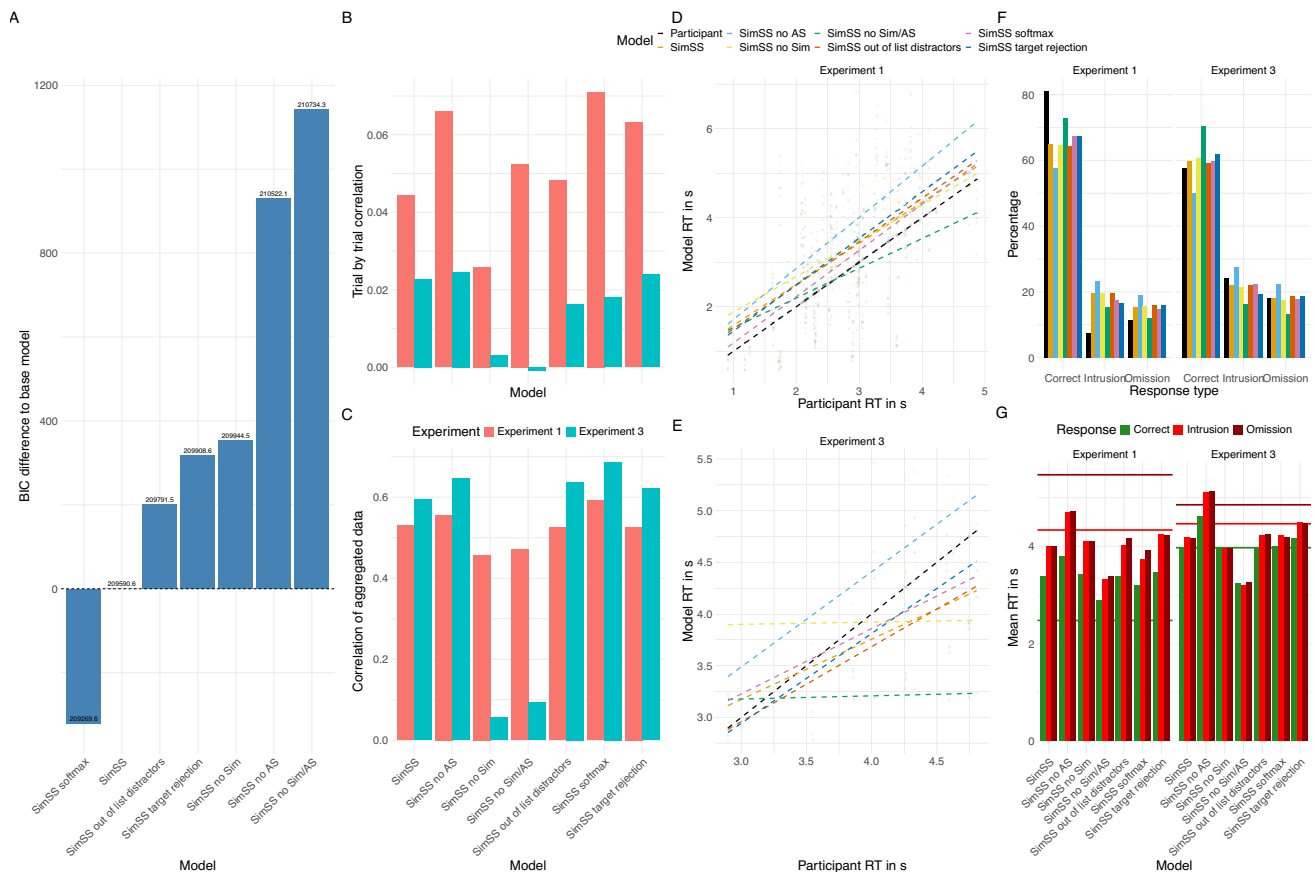 A
BIC difference to base model
1200
800
400
0
210734.3
210522.1
209944.5
209908.6
209791.5
209590.6
209269.6
SimSS softmax
SimSS
SimSS out of list distractors
SimSS target rejection
SimSS no Sim
SimSS no AS
SimSS no Sim/AS
Model
B
Trial by trial correlation
0.06
0.04
0.02
0.00
Model
C
Experiment
Experiment 1
Experiment 3
Correlation of aggregated data
0.6
0.4
0.2
0.0
SimSS
SimSS no AS
SimSS no Sim
SimSS no Sim/AS
SimSS out of list distractors
SimSS softmax
SimSS target rejection
Model
D
Model
Participant
SimSS no AS
SimSS no Sim/AS
SimSS softmax
SimSS
SimSS no Sim
SimSS out of list distractors
SimSS target rejection
Experiment 1
Model RT in s
6
4
2
1 2 3 4 5
Participant RT in s
E
Experiment 3
Model RT in s
5.5
5.0
4.5
4.0
3.5
3.0
3.0 3.5 4.0 4.5
Participant RT in s
F
Experiment 1
Experiment 3
Percentage
80
60
40
20
0
Correct Intrusion Omission
Correct Intrusion Omission
Response type
G
Response
Correct
Intrusion
Omission
Experiment 1
Experiment 3
Mean RT in s
4
2
0
SimSS
SimSS no AS
SimSS no Sim
SimSS no Sim/AS
SimSS out of list distractors
SimSS softmax
SimSS target rejection
SimSS
SimSS no AS
SimSS no Sim
SimSS no Sim/AS
SimSS out of list distractors
SimSS softmax
SimSS target rejection
Model